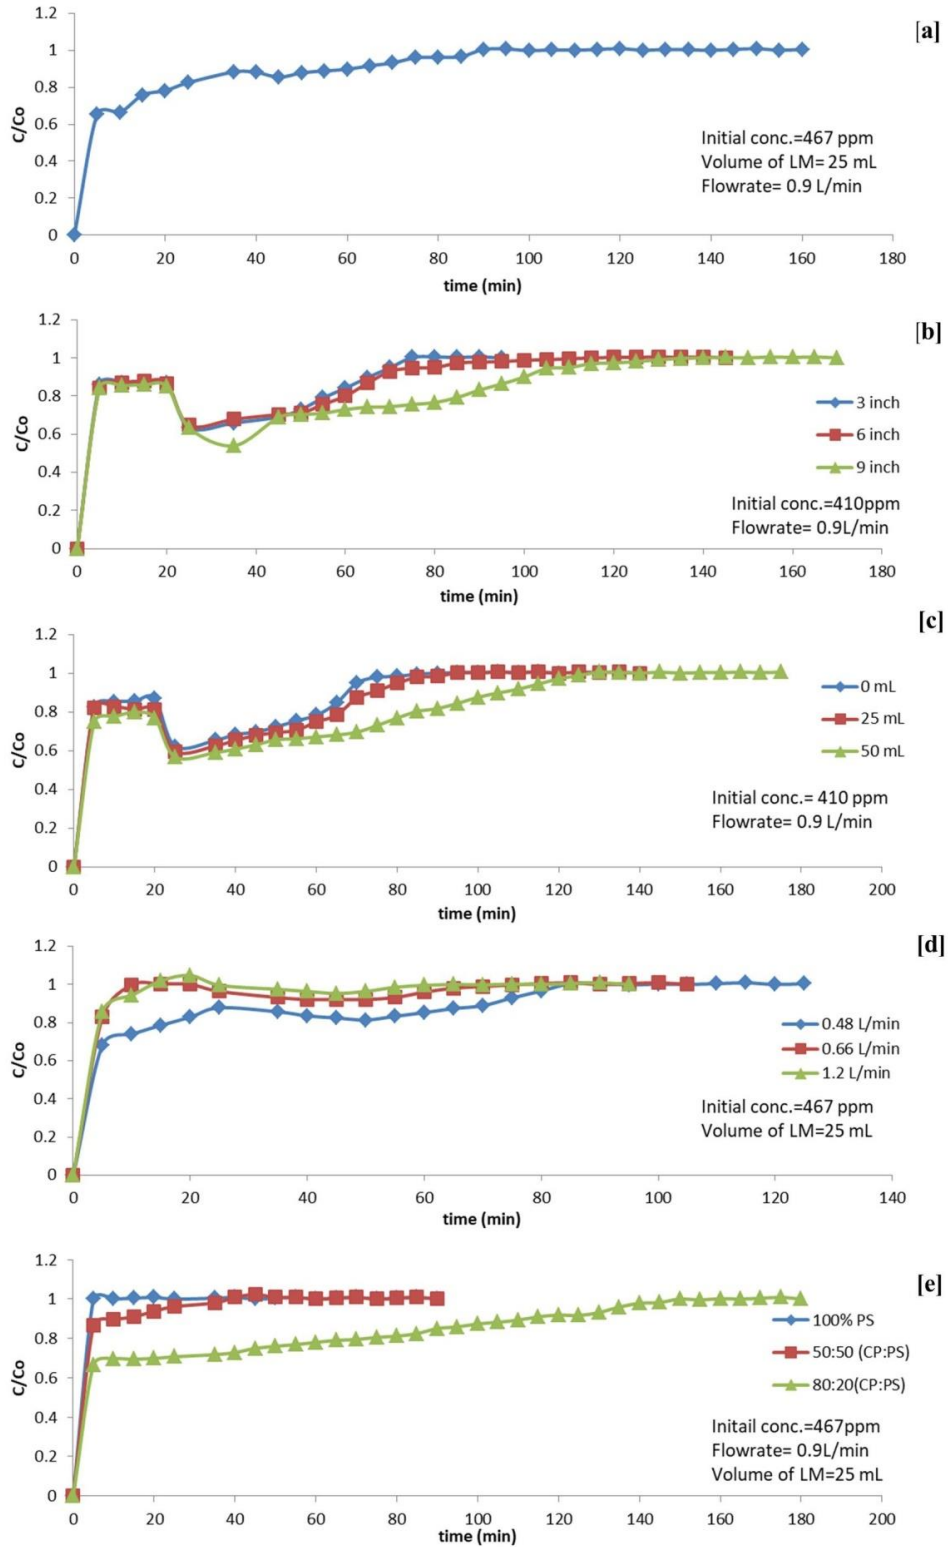 [a]
1.2
1
0.8
0.6
0.4
0.2
0
C/Co
Initial conc.=467 ppm
Volume of LM= 25 mL
Flowrate= 0.9 L/min
0 20 40 60 80 100 120 140 160 180
time (min)
[b]
1.2
1
0.8
0.6
0.4
0.2
0
C/Co
3 inch
6 inch
9 inch
Initial conc.=410ppm
Flowrate= 0.9L/min
0 20 40 60 80 100 120 140 160 180
time (min)
[c]
1.2
1
0.8
0.6
0.4
0.2
0
C/Co
0 mL
25 mL
50 mL
Initial conc.= 410 ppm
Flowrate= 0.9 L/min
0 20 40 60 80 100 120 140 160 180 200
time (min)
[d]
1.2
1
0.8
0.6
0.4
0.2
0
C/Co
0.48 L/min
0.66 L/min
1.2 L/min
Initial conc.=467 ppm
Volume of LM=25 mL
0 20 40 60 80 100 120 140
time (min)
[e]
1.2
1
0.8
0.6
0.4
0.2
0
C/Co
100% PS
50:50 (CP:PS)
80:20(CP:PS)
Initail conc.=467ppm
Flowrate= 0.9L/min
Volume of LM=25 mL
0 20 40 60 80 100 120 140 160 180 200
time (min)